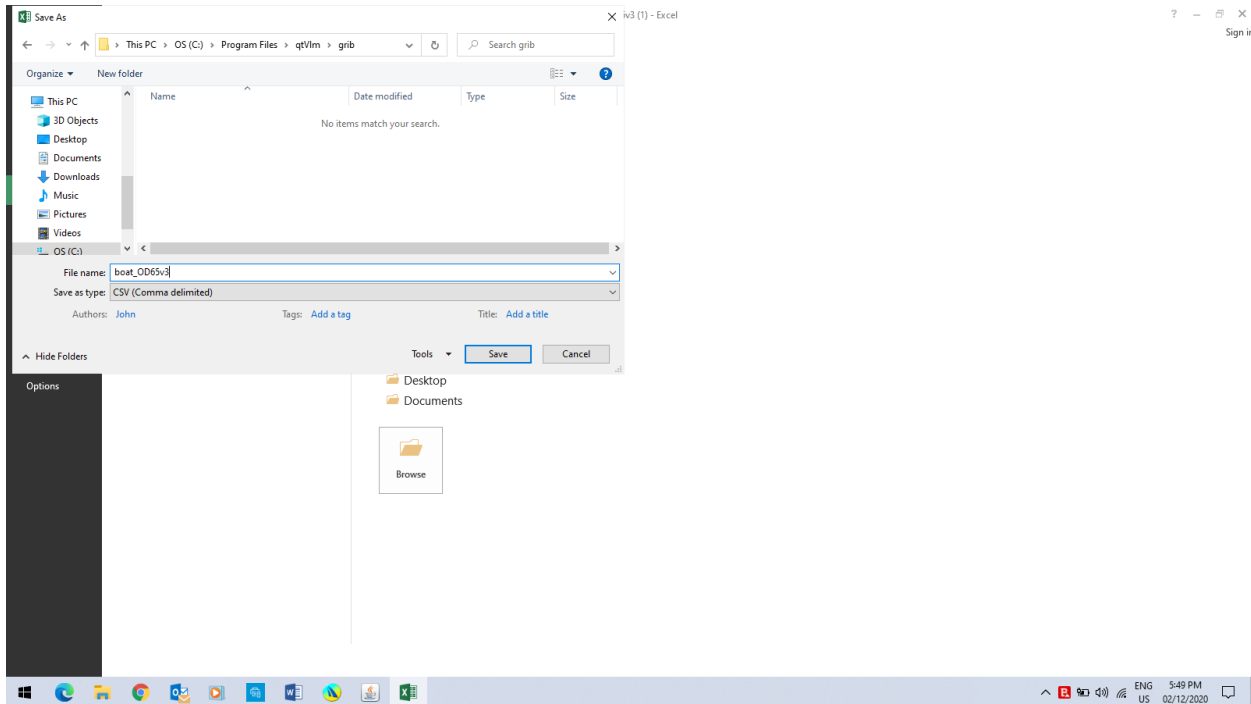 Save As
iv3 (1) - Excel
Sign i
This PC > OS (C:) > Program Files > qtVlm > grib
Search grib
Organize
New folder
Name
Date modified
Type
Size
No items match your search.
This PC
3D Objects
Desktop
Documents
Downloads
Music
Pictures
Videos
OS (C:)
File name: boat_OD65v3
Save as type: CSV (Comma delimited)
Authors: John
Tags: Add a tag
Title: Add a title
Hide Folders
Tools
Save
Cancel
Options
Desktop
Documents
Browse
ENG
US
5:49 PM
02/12/2020